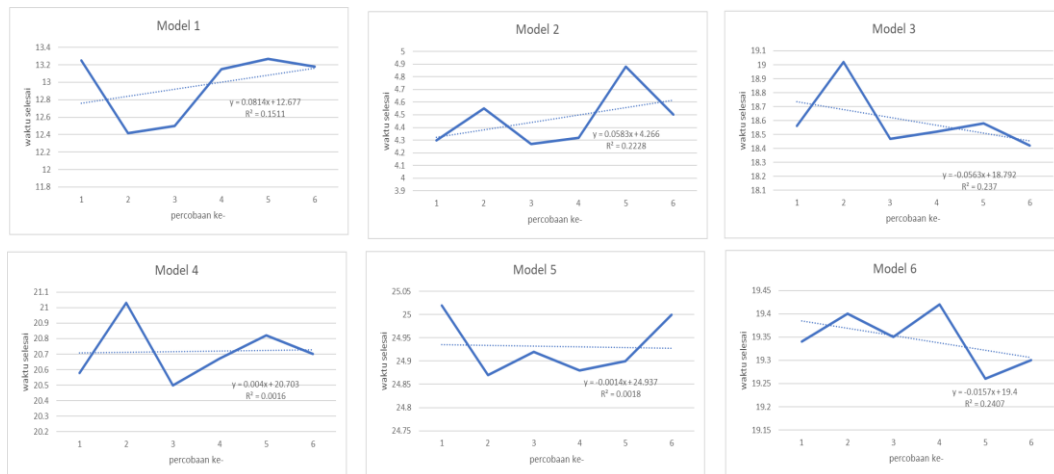 Model 1
waktu selesai
13.4
13.2
13
12.8
12.6
12.4
12.2
12
11.8
y = 0.0814x + 12.677
R² = 0.1511
1 2 3 4 5 6
percobaan ke-
Model 2
waktu selesai
5
4.9
4.8
4.7
4.6
4.5
4.4
4.3
4.2
4.1
4
3.9
y = 0.0583x + 4.266
R² = 0.2228
1 2 3 4 5 6
percobaan ke-
Model 3
waktu selesai
19.1
19
18.9
18.8
18.7
18.6
18.5
18.4
18.3
18.2
18.1
y = -0.0563x + 18.792
R² = 0.237
1 2 3 4 5 6
percobaan ke-
Model 4
waktu selesai
21.1
21
20.9
20.8
20.7
20.6
20.5
20.4
20.3
20.2
y = 0.004x + 20.703
R² = 0.0016
1 2 3 4 5 6
percobaan ke-
Model 5
waktu selesai
25.05
25
24.95
24.9
24.85
24.8
24.75
y = -0.0014x + 24.937
R² = 0.0018
1 2 3 4 5 6
percobaan ke-
Model 6
waktu selesai
19.45
19.4
19.35
19.3
19.25
19.2
19.15
y = -0.0157x + 19.4
R² = 0.2407
1 2 3 4 5 6
percobaan ke-